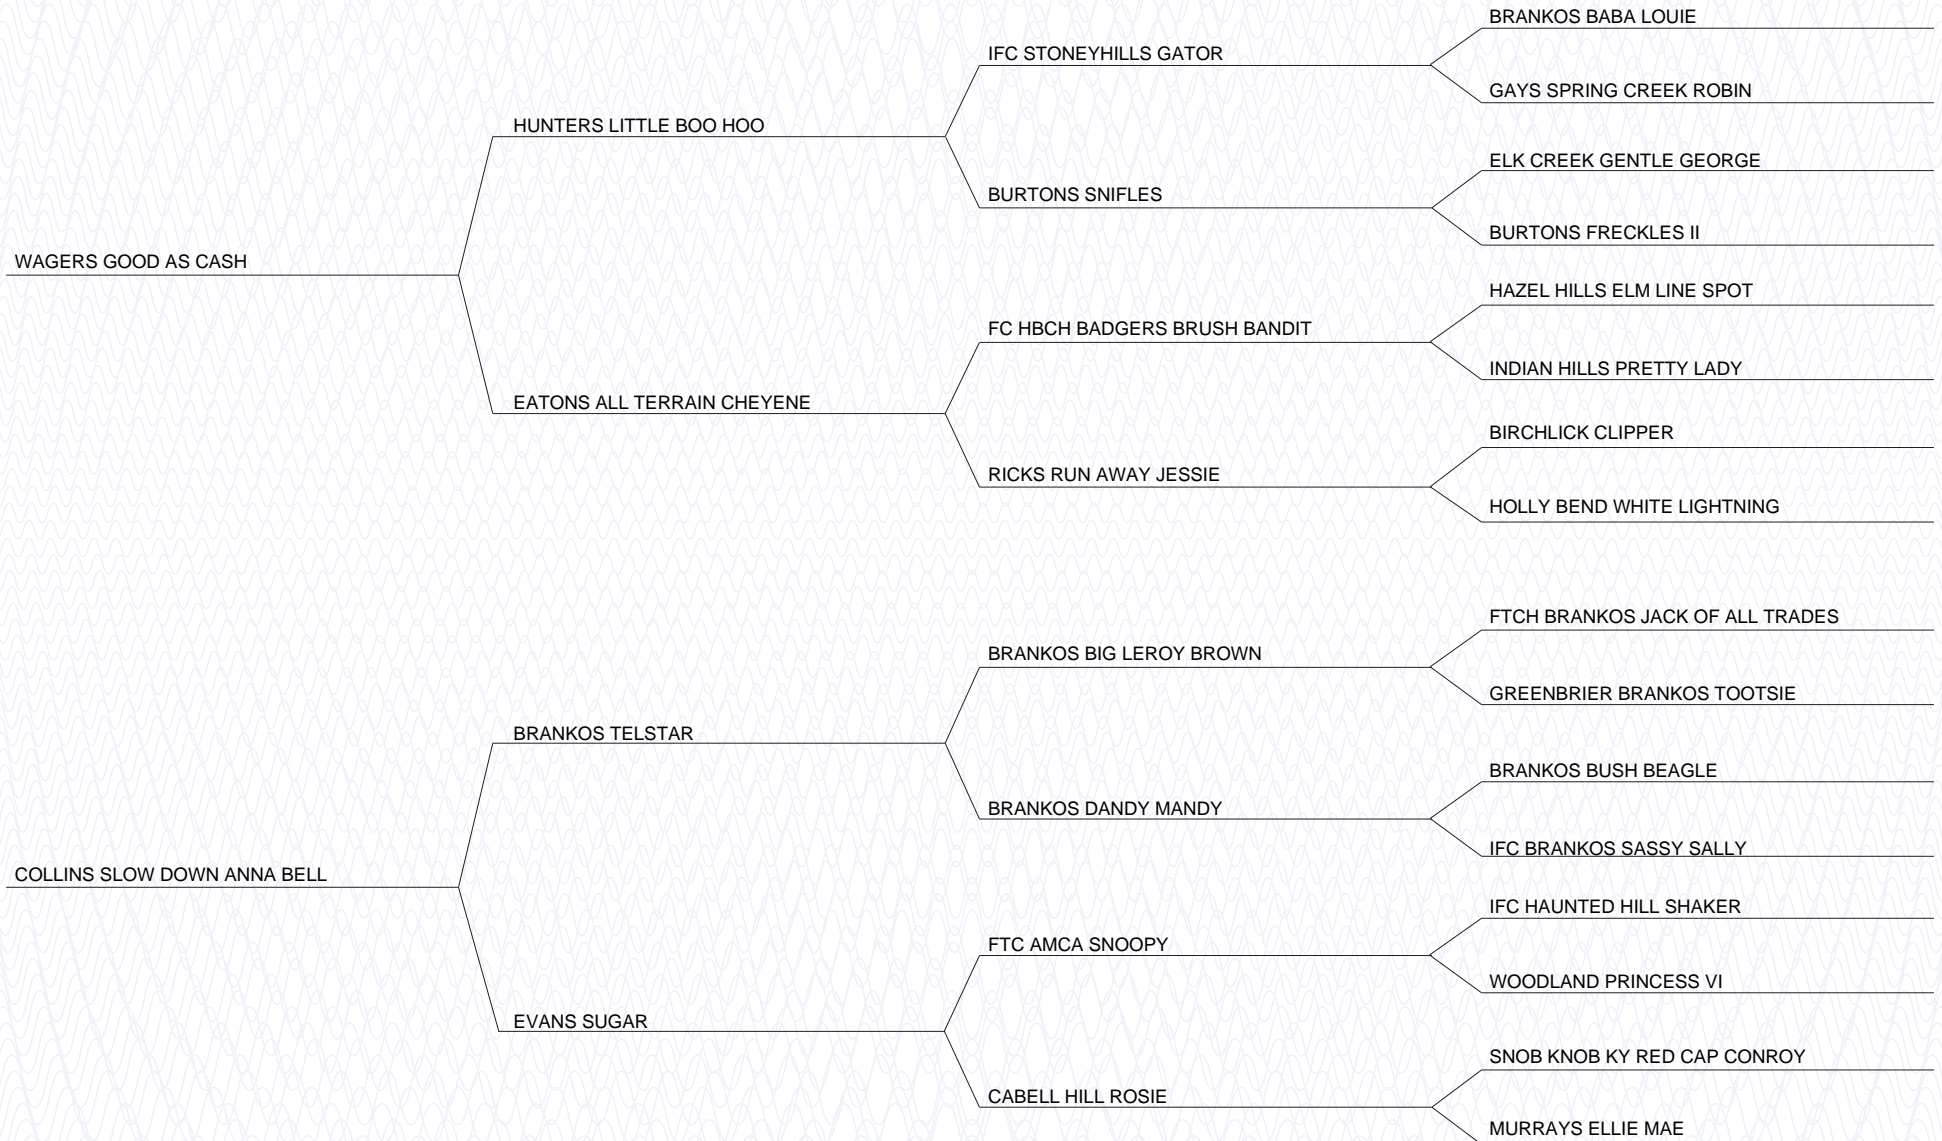 BRANKOS BABA LOUIE
IFC STONEYHILLS GATOR
GAYS SPRING CREEK ROBIN
HUNTERS LITTLE BOO HOO
ELK CREEK GENTLE GEORGE
BURTONS SNIFLES
BURTONS FRECKLES II
WAGERS GOOD AS CASH
HAZEL HILLS ELM LINE SPOT
FC HBCH BADGERS BRUSH BANDIT
INDIAN HILLS PRETTY LADY
EATONS ALL TERRAIN CHEYENE
BIRCHLICK CLIPPER
RICKS RUN AWAY JESSIE
HOLLY BEND WHITE LIGHTNING
FTCH BRANKOS JACK OF ALL TRADES
BRANKOS BIG LEROY BROWN
GREENBRIER BRANKOS TOOTSIE
BRANKOS TELSTAR
BRANKOS BUSH BEAGLE
BRANKOS DANDY MANDY
IFC BRANKOS SASSY SALLY
COLLINS SLOW DOWN ANNA BELL
IFC HAUNTED HILL SHAKER
FTC AMCA SNOOPY
WOODLAND PRINCESS VI
EVANS SUGAR
SNOB KNOB KY RED CAP CONROY
CABELL HILL ROSIE
MURRAYS ELLIE MAE